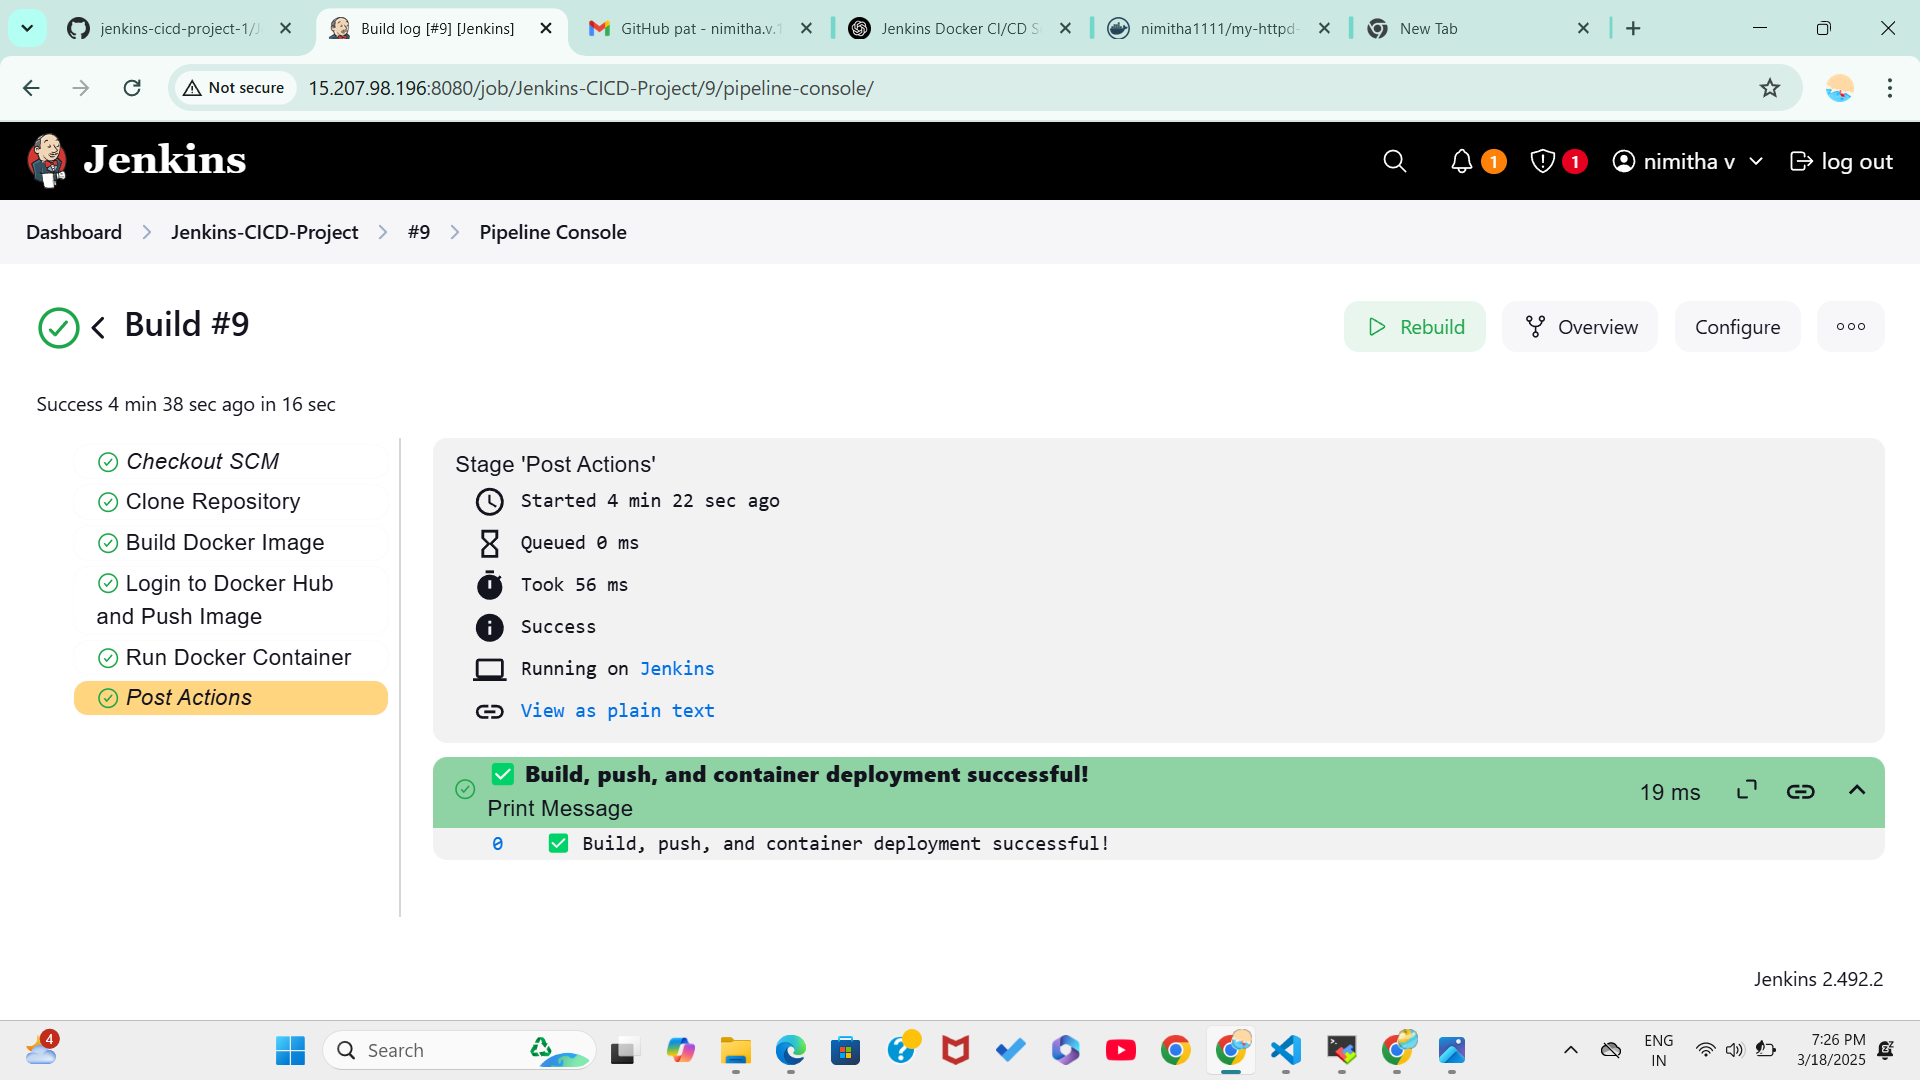 jenkins-cicd-project-1/J
Build log [#9] [Jenkins]
GitHub pat - nimitha.v.1
Jenkins Docker CI/CD S
nimitha1111/my-httpd-
New Tab
Not secure
15.207.98.196:8080/job/Jenkins-CICD-Project/9/pipeline-console/
Jenkins
1
1
nimitha v
log out
Dashboard
Jenkins-CICD-Project
#9
Pipeline Console
Build #9
Rebuild
Overview
Configure
Success 4 min 38 sec ago in 16 sec
Checkout SCM
Clone Repository
Build Docker Image
Login to Docker Hub
and Push Image
Run Docker Container
Post Actions
Stage 'Post Actions'
Started 4 min 22 sec ago
Queued 0 ms
Took 56 ms
Success
Running on Jenkins
View as plain text
✅ Build, push, and container deployment successful!
Print Message
19 ms
0 ✅ Build, push, and container deployment successful!
Jenkins 2.492.2
4
Search
ENG
IN
7:26 PM
3/18/2025